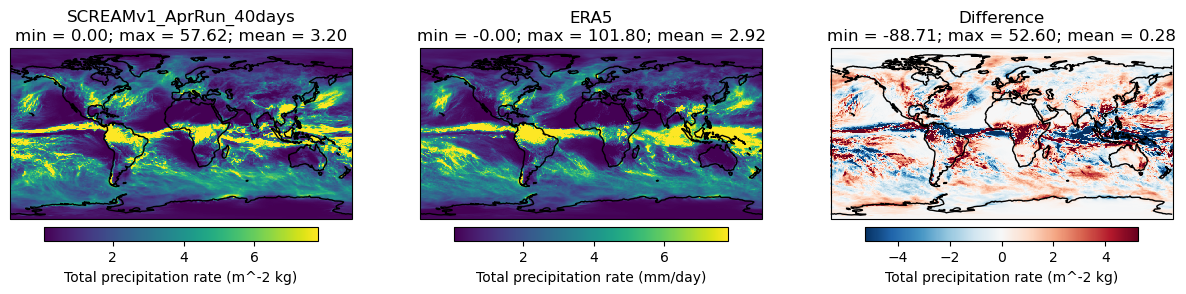 SCREAMv1_AprRun_40days
min = 0.00; max = 57.62; mean = 3.20
2 4 6
Total precipitation rate (m^-2 kg)
ERA5
min = -0.00; max = 101.80; mean = 2.92
2 4 6
Total precipitation rate (mm/day)
Difference
min = -88.71; max = 52.60; mean = 0.28
−4 −2 0 2 4
Total precipitation rate (m^-2 kg)